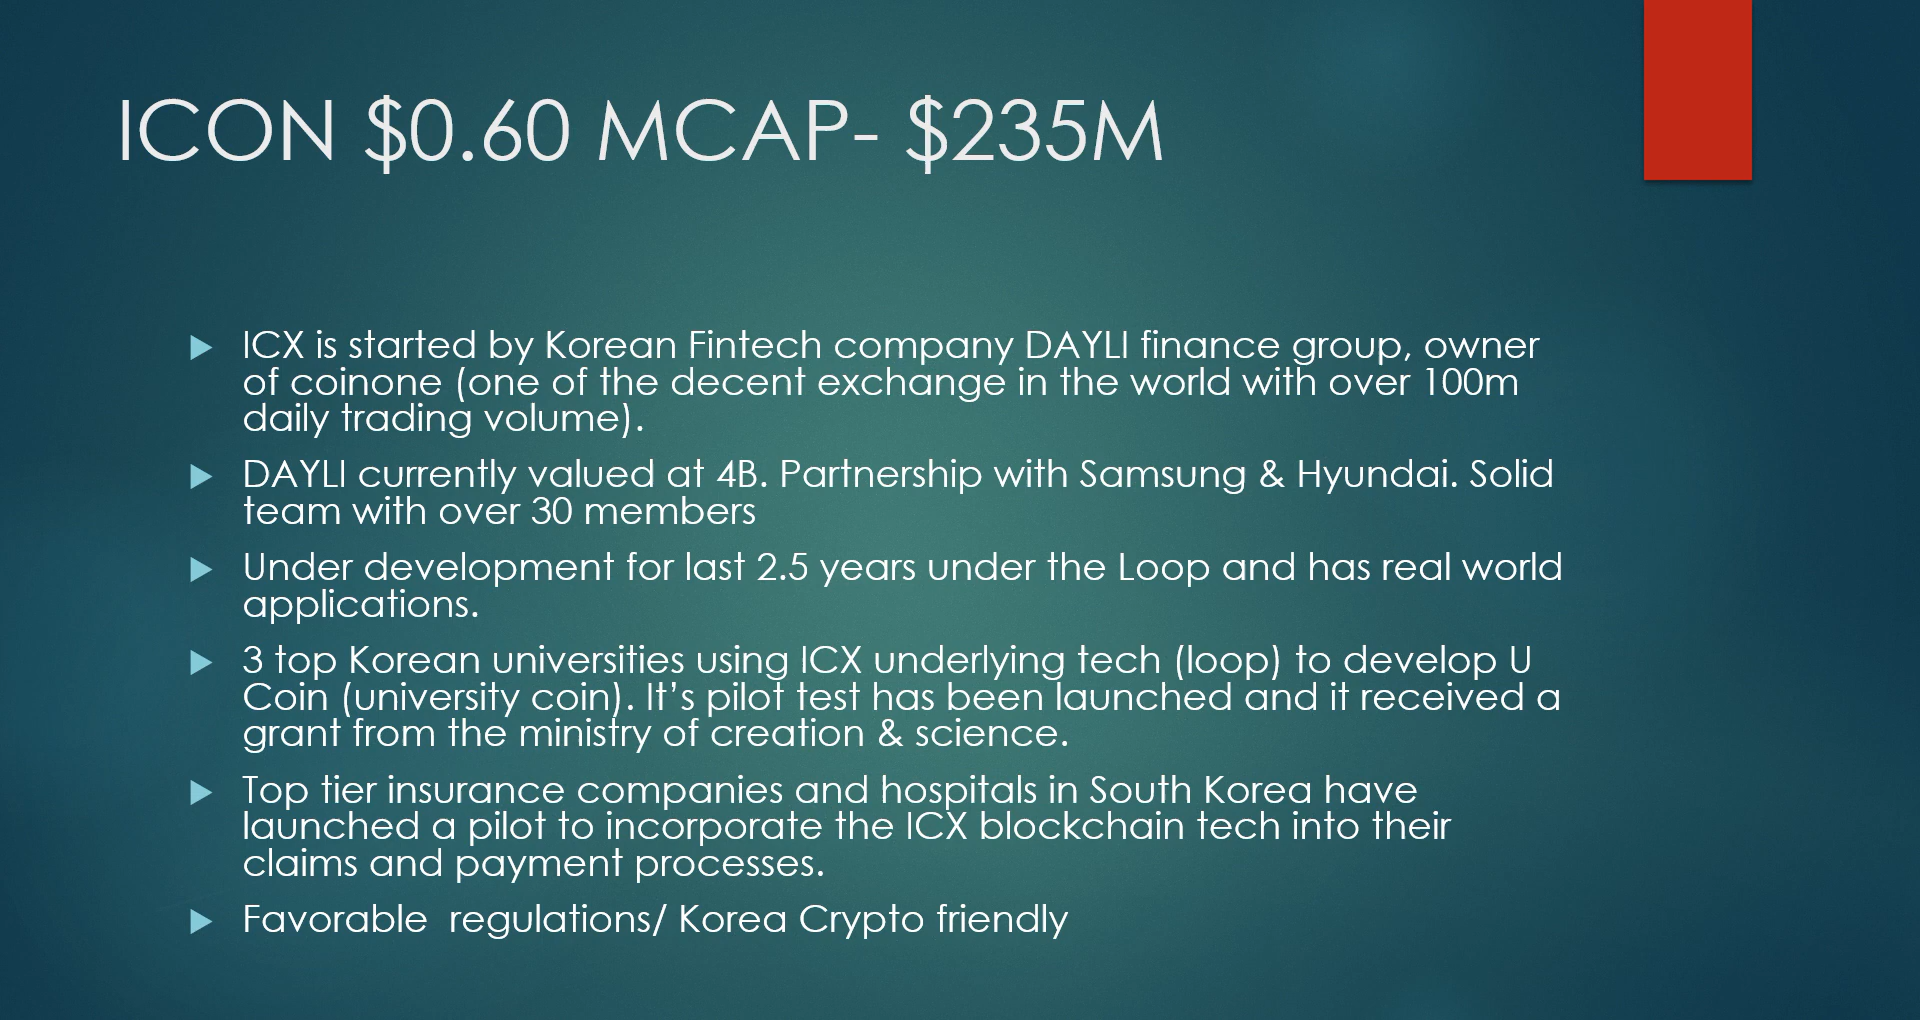 ICON $0.60 MCAP- $235M
ICX is started by Korean Fintech company DAYLI finance group, owner
of coinone (one of the decent exchange in the world with over 100m
daily trading volume).
DAYLI currently valued at 4B. Partnership with Samsung & Hyundai. Solid
team with over 30 members
Under development for last 2.5 years under the Loop and has real world
applications.
3 top Korean universities using ICX underlying tech (loop) to develop U
Coin (university coin). It’s pilot test has been launched and it received a
grant from the ministry of creation & science.
Top tier insurance companies and hospitals in South Korea have
launched a pilot to incorporate the ICX blockchain tech into their
claims and payment processes.
Favorable  regulations/ Korea Crypto friendly